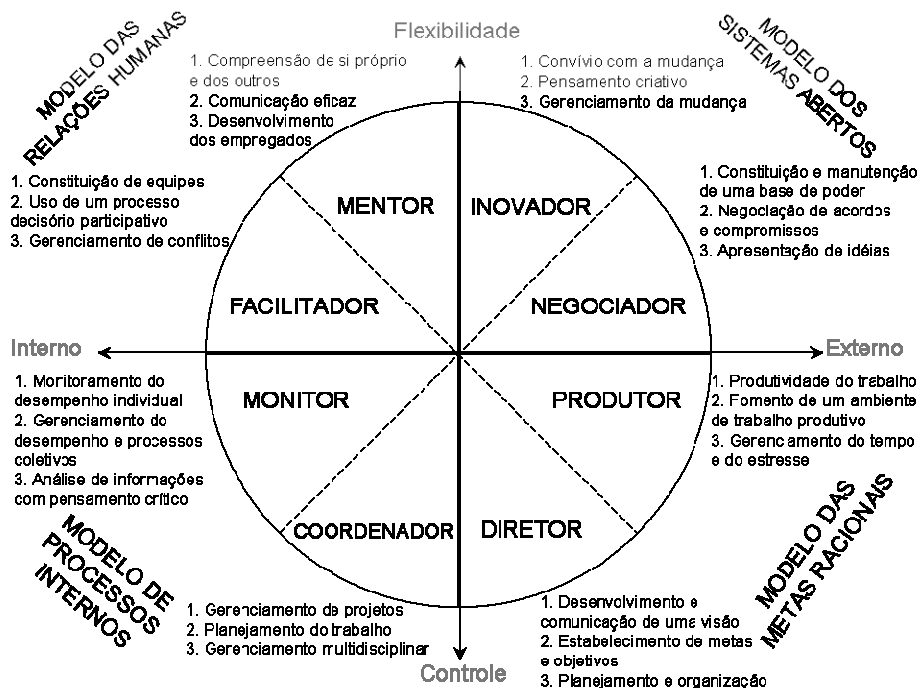 Flexibilidade
MODELO DAS
RELAÇÕES HUMANAS
1. Compreensão de si próprio
e dos outros
2. Comunicação eficaz
3. Desenvolvimento
dos empregados
1. Convívio com a mudança
2. Pensamento criativo
3. Gerenciamento da mudança
MODELO DOS
SISTEMAS ABERTOS
1. Constituição de equipes
2. Uso de um processo
decisório participativo
3. Gerenciamento de conflitos
1. Constituição e manutenção
de uma base de poder
2. Negociação de acordos
e compromissos
3. Apresentação de idéias
MENTOR
INOVADOR
FACILITADOR
NEGOCIADOR
Interno
Externo
1. Monitoramento do
desempenho individual
2. Gerenciamento do
desempenho e processos
coletivos
3. Análise de informações
com pensamento crítico
MONITOR
PRODUTOR
1. Produtividade do trabalho
2. Fomento de um ambiente
de trabalho produtivo
3. Gerenciamento do tempo
e do estresse
COORDENADOR
DIRETOR
MODELO DE
PROCESSOS
INTERNOS
MODELO DAS
METAS RACIONAIS
1. Gerenciamento de projetos
2. Planejamento do trabalho
3. Gerenciamento multidisciplinar
1. Desenvolvimento e
comunicação de uma visão
2. Estabelecimento de metas
e objetivos
3. Planejamento e organização
Controle